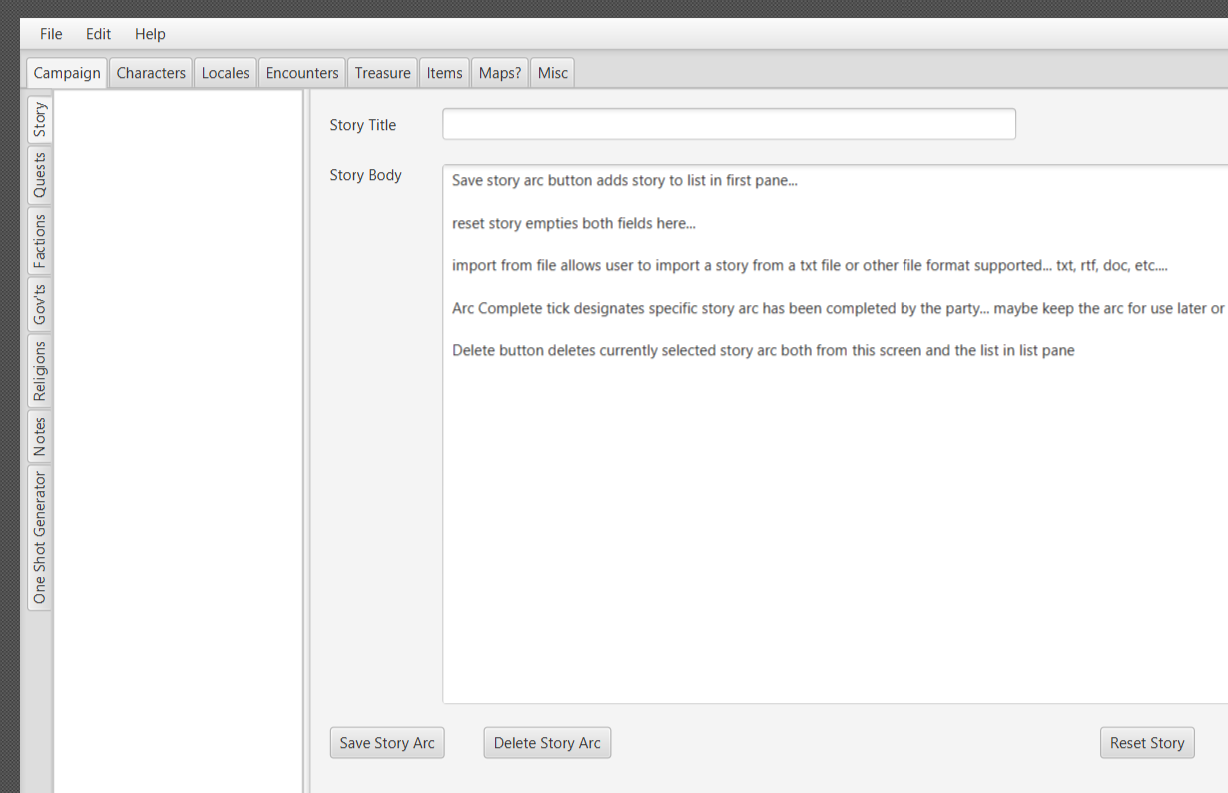 File Edit Help
Campaign Characters Locales Encounters Treasure Items Maps? Misc
Story
Quests
Factions
Gov'ts
Religions
Notes
One Shot Generator
Story Title
Story Body
Save story arc button adds story to list in first pane...
reset story empties both fields here...
import from file allows user to import a story from a txt file or other file format supported... txt, rtf, doc, etc....
Arc Complete tick designates specific story arc has been completed by the party... maybe keep the arc for use later or
Delete button deletes currently selected story arc both from this screen and the list in list pane
Save Story Arc Delete Story Arc Reset Story